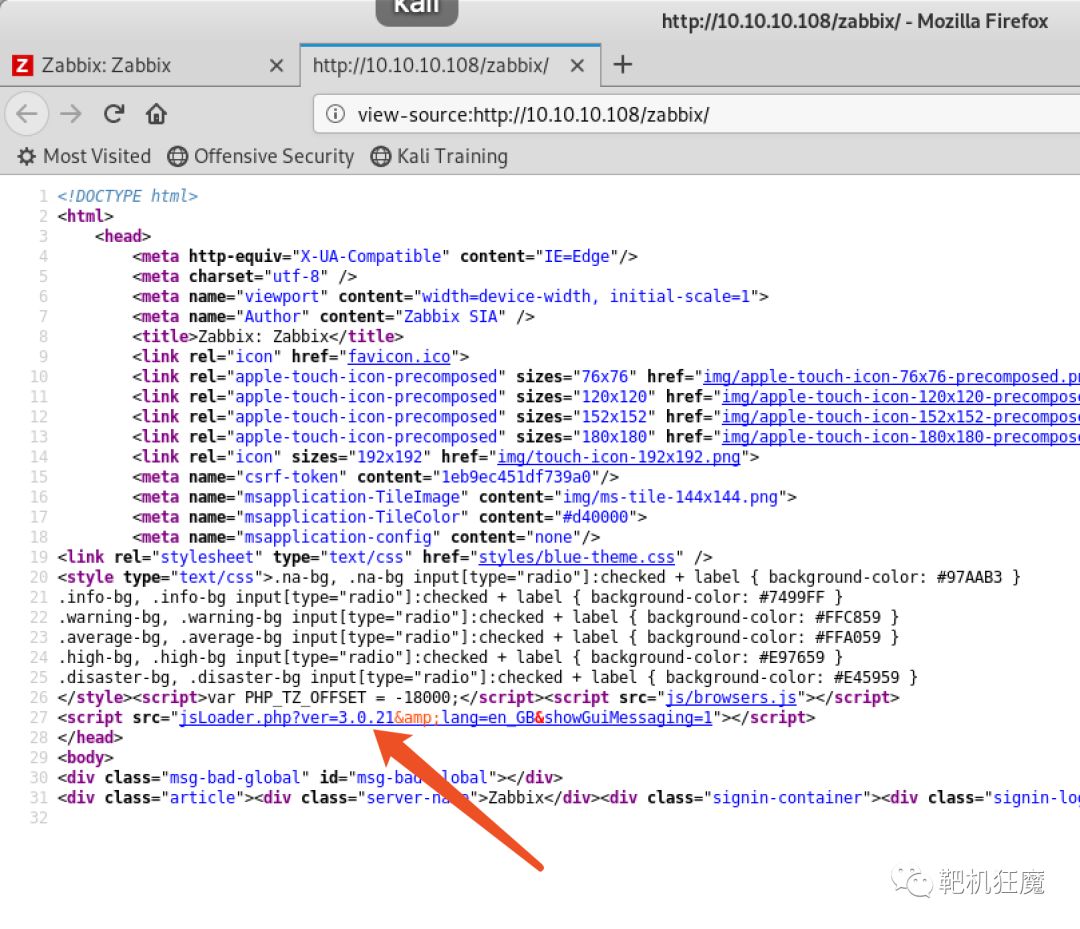 kali
http://10.10.10.108/zabbix/ - Mozilla Firefox
Zabbix: Zabbix
http://10.10.10.108/zabbix/
view-source:http://10.10.10.108/zabbix/
Most Visited Offensive Security Kali Training
1 <!DOCTYPE html>
2 <html>
3 <head>
4 <meta http-equiv="X-UA-Compatible" content="IE=Edge"/>
5 <meta charset="utf-8" />
6 <meta name="viewport" content="width=device-width, initial-scale=1">
7 <meta name="Author" content="Zabbix SIA" />
8 <title>Zabbix: Zabbix</title>
9 <link rel="icon" href="favicon.ico">
10 <link rel="apple-touch-icon-precomposed" sizes="76x76" href="img/apple-touch-icon-76x76-precomposed.pn
11 <link rel="apple-touch-icon-precomposed" sizes="120x120" href="img/apple-touch-icon-120x120-precompose
12 <link rel="apple-touch-icon-precomposed" sizes="152x152" href="img/apple-touch-icon-152x152-precompose
13 <link rel="apple-touch-icon-precomposed" sizes="180x180" href="img/apple-touch-icon-180x180-precompose
14 <link rel="icon" sizes="192x192" href="img/touch-icon-192x192.png">
15 <meta name="csrf-token" content="1eb9ec451df739a0"/>
16 <meta name="msapplication-TileImage" content="img/ms-tile-144x144.png">
17 <meta name="msapplication-TileColor" content="#d40000">
18 <meta name="msapplication-config" content="none"/>
19 <link rel="stylesheet" type="text/css" href="styles/blue-theme.css" />
20 <style type="text/css">.na-bg, .na-bg input[type="radio"]:checked + label { background-color: #97AAB3 }
21 .info-bg, .info-bg input[type="radio"]:checked + label { background-color: #7499FF }
22 .warning-bg, .warning-bg input[type="radio"]:checked + label { background-color: #FFC859 }
23 .average-bg, .average-bg input[type="radio"]:checked + label { background-color: #FFA059 }
24 .high-bg, .high-bg input[type="radio"]:checked + label { background-color: #E97659 }
25 .disaster-bg, .disaster-bg input[type="radio"]:checked + label { background-color: #E45959 }
26 </style><script>var PHP_TZ_OFFSET = -18000;</script><script src="js/browsers.js"></script>
27 <script src="jsLoader.php?ver=3.0.21&amp;lang=en_GB&showGuiMessaging=1"></script>
28 </head>
29 <body>
30 <div class="msg-bad-global" id="msg-bad-global"></div>
31 <div class="article"><div class="server-name">Zabbix</div><div class="signin-container"><div class="signin-log
32
靶机狂魔